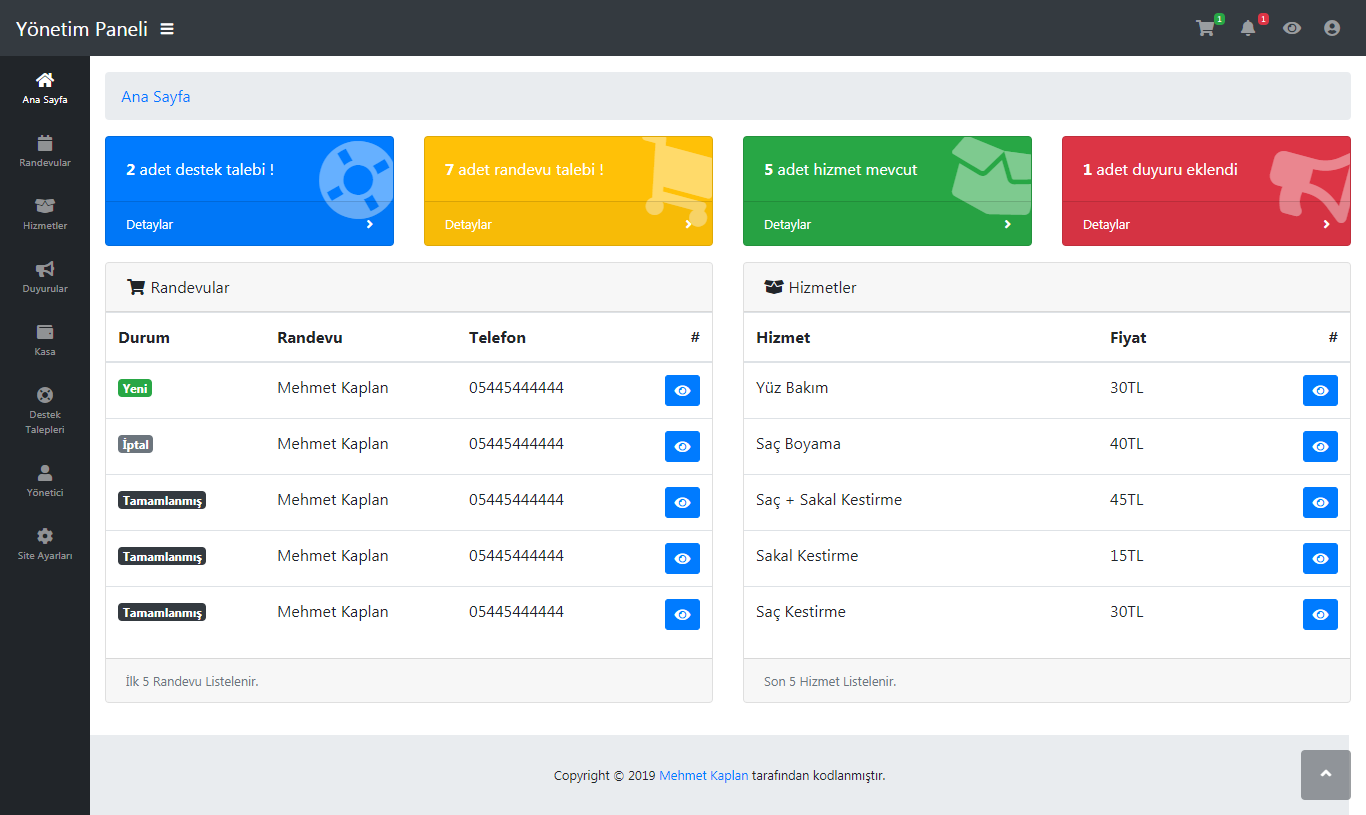 Yönetim Paneli
1
1
Ana Sayfa
Randevular
Hizmetler
Duyurular
Kasa
Destek
Talepleri
Yönetici
Site Ayarları
Ana Sayfa
2 adet destek talebi !
Detaylar
7 adet randevu talebi !
Detaylar
5 adet hizmet mevcut
Detaylar
1 adet duyuru eklendi
Detaylar
Randevular
Durum Randevu Telefon #
Yeni Mehmet Kaplan 05445444444
İptal Mehmet Kaplan 05445444444
Tamamlanmış Mehmet Kaplan 05445444444
Tamamlanmış Mehmet Kaplan 05445444444
Tamamlanmış Mehmet Kaplan 05445444444
İlk 5 Randevu Listelenir.
Hizmetler
Hizmet Fiyat #
Yüz Bakım 30TL
Saç Boyama 40TL
Saç + Sakal Kestirme 45TL
Sakal Kestirme 15TL
Saç Kestirme 30TL
Son 5 Hizmet Listelenir.
Copyright © 2019 Mehmet Kaplan tarafından kodlanmıştır.